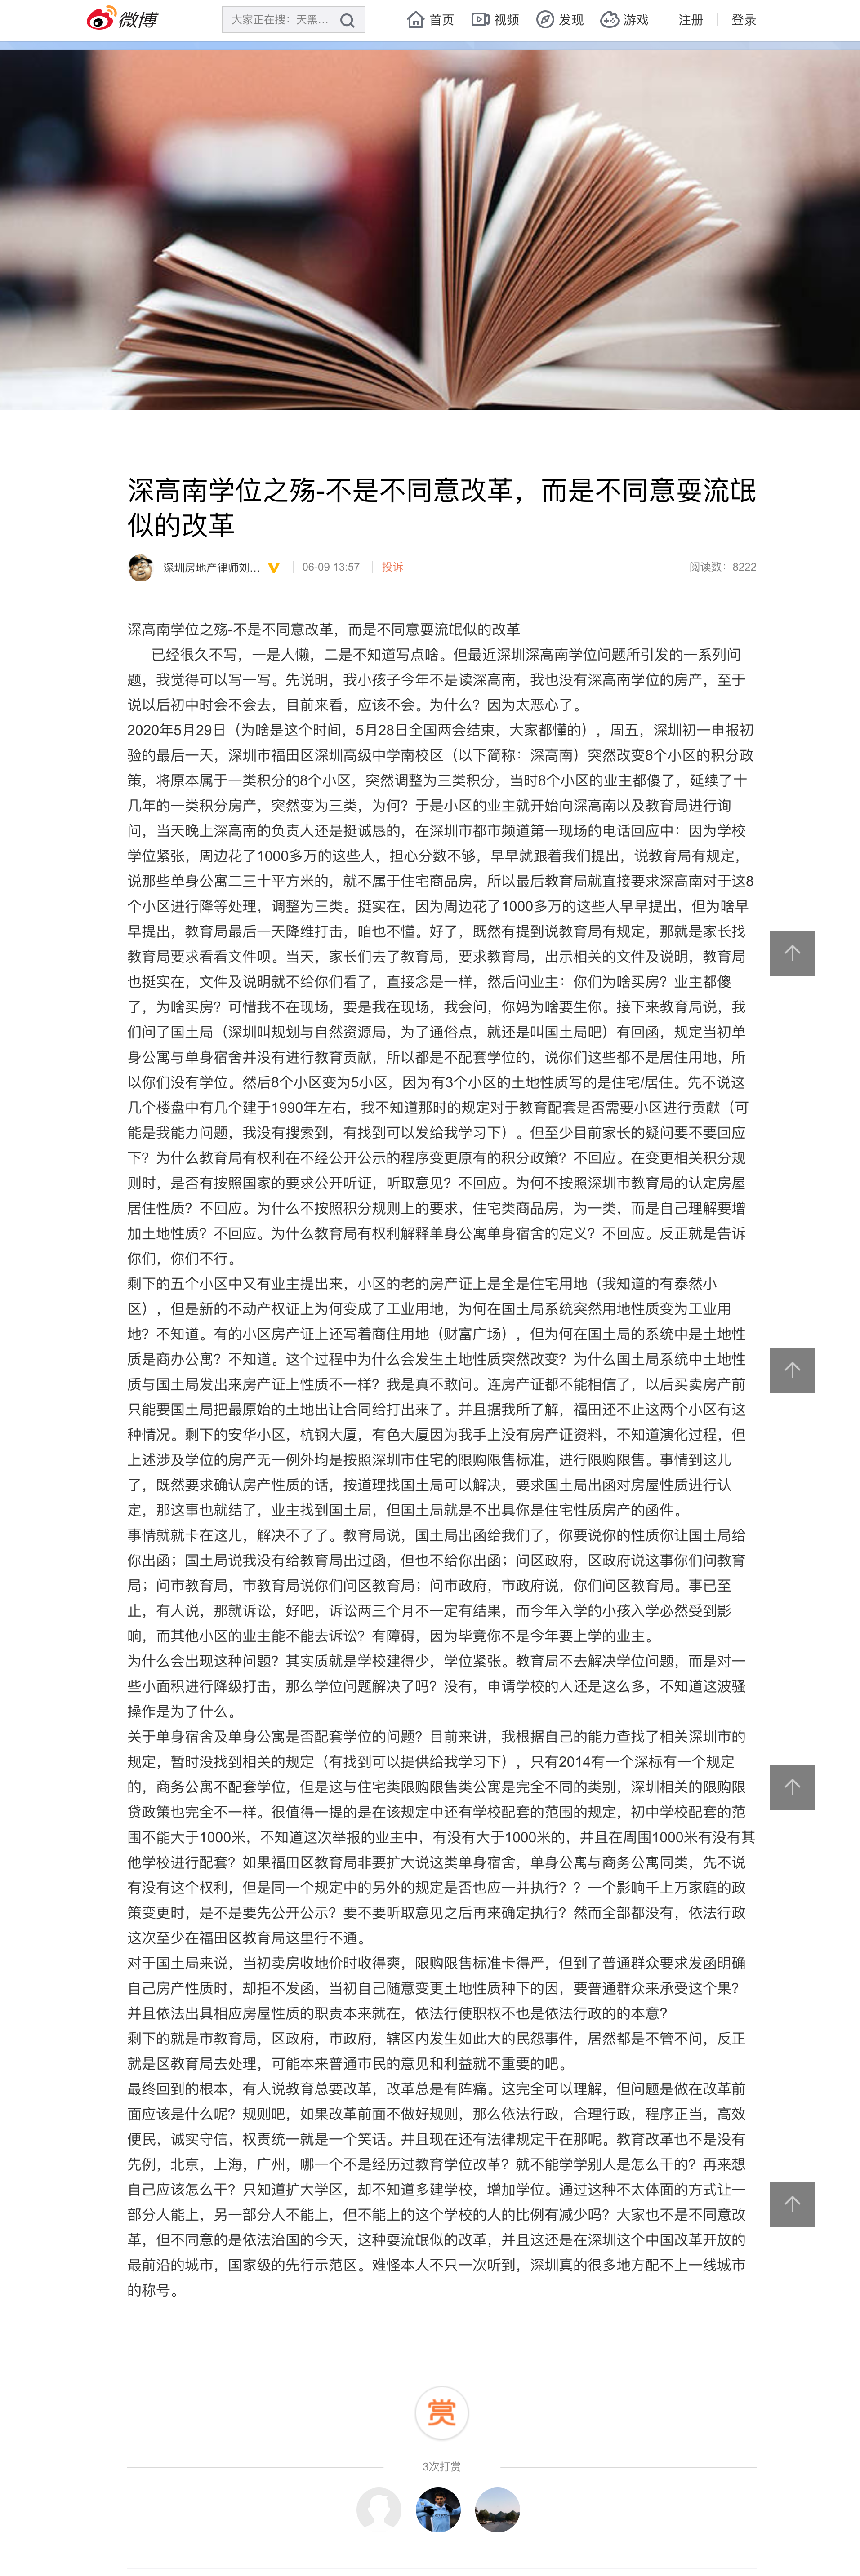 微博
大家正在搜：天黑...
首页
视频
发现
游戏
注册
登录
深高南学位之殇-不是不同意改革，而是不同意耍流氓
似的改革
深圳房地产律师刘...
06-09 13:57
投诉
阅读数：8222
深高南学位之殇-不是不同意改革，而是不同意耍流氓似的改革
已经很久不写，一是人懒，二是不知道写点啥。但最近深圳深高南学位问题所引发的一系列问
题，我觉得可以写一写。先说明，我小孩子今年不是读深高南，我也没有深高南学位的房产，至于
说以后初中时会不会去，目前来看，应该不会。为什么？因为太恶心了。
2020年5月29日（为啥是这个时间，5月28日全国两会结束，大家都懂的），周五，深圳初一申报初
验的最后一天，深圳市福田区深圳高级中学南校区（以下简称：深高南）突然改变8个小区的积分政
策，将原本属于一类积分的8个小区，突然调整为三类积分，当时8个小区的业主都傻了，延续了十
几年的一类积分房产，突然变为三类，为何？于是小区的业主就开始向深高南以及教育局进行询
问，当天晚上深高南的负责人还是挺诚恳的，在深圳市都市频道第一现场的电话回应中：因为学校
学位紧张，周边花了1000多万的这些人，担心分数不够，早早就跟着我们提出，说教育局有规定，
说那些单身公寓二三十平方米的，就不属于住宅商品房，所以最后教育局就直接要求深高南对于这8
个小区进行降等处理，调整为三类。挺实在，因为周边花了1000多万的这些人早早提出，但为啥早
早提出，教育局最后一天降维打击，咱也不懂。好了，既然有提到说教育局有规定，那就是家长找
教育局要求看看文件呗。当天，家长们去了教育局，要求教育局，出示相关的文件及说明，教育局
也挺实在，文件及说明就不给你们看了，直接念是一样，然后问业主：你们为啥买房？业主都傻
了，为啥买房？可惜我不在现场，要是我在现场，我会问，你妈为啥要生你。接下来教育局说，我
们问了国土局（深圳叫规划与自然资源局，为了通俗点，就还是叫国土局吧）有回函，规定当初单
身公寓与单身宿舍并没有进行教育贡献，所以都是不配套学位的，说你们这些都不是居住用地，所
以你们没有学位。然后8个小区变为5小区，因为有3个小区的土地性质写的是住宅/居住。先不说这
几个楼盘中有几个建于1990年左右，我不知道那时的规定对于教育配套是否需要小区进行贡献（可
能是我能力问题，我没有搜索到，有找到可以发给我学习下）。但至少目前家长的疑问要不要回应
下？为什么教育局有权利在不经公开公示的程序变更原有的积分政策？不回应。在变更相关积分规
则时，是否有按照国家的要求公开听证，听取意见？不回应。为何不按照深圳市教育局的认定房屋
居住性质？不回应。为什么不按照积分规则上的要求，住宅类商品房，为一类，而是自己理解要增
加土地性质？不回应。为什么教育局有权利解释单身公寓单身宿舍的定义？不回应。反正就是告诉
你们，你们不行。
剩下的五个小区中又有业主提出来，小区的老的房产证上是全是住宅用地（我知道的有泰然小
区），但是新的不动产权证上为何变成了工业用地，为何在国土局系统突然用地性质变为工业用
地？不知道。有的小区房产证上还写着商住用地（财富广场），但为何在国土局的系统中是土地性
质是商办公寓？不知道。这个过程中为什么会发生土地性质突然改变？为什么国土局系统中土地性
质与国土局发出来房产证上性质不一样？我是真不敢问。连房产证都不能相信了，以后买卖房产前
只能要国土局把最原始的土地出让合同给打出来了。并且据我所了解，福田还不止这两个小区有这
种情况。剩下的安华小区，杭钢大厦，有色大厦因为我手上没有房产证资料，不知道演化过程，但
上述涉及学位的房产无一例外均是按照深圳市住宅的限购限售标准，进行限购限售。事情到这儿
了，既然要求确认房产性质的话，按道理找国土局可以解决，要求国土局出函对房屋性质进行认
定，那这事也就结了，业主找到国土局，但国土局就是不出具你是住宅性质房产的函件。
事情就就卡在这儿，解决不了了。教育局说，国土局出函给我们了，你要说你的性质你让国土局给
你出函；国土局说我没有给教育局出过函，但也不给你出函；问区政府，区政府说这事你们问教育
局；问市教育局，市教育局说你们问区教育局；问市政府，市政府说，你们问区教育局。事已至
止，有人说，那就诉讼，好吧，诉讼两三个月不一定有结果，而今年入学的小孩入学必然受到影
响，而其他小区的业主能不能去诉讼？有障碍，因为毕竟你不是今年要上学的业主。
为什么会出现这种问题？其实质就是学校建得少，学位紧张。教育局不去解决学位问题，而是对一
些小面积进行降级打击，那么学位问题解决了吗？没有，申请学校的人还是这么多，不知道这波骚
操作是为了什么。
关于单身宿舍及单身公寓是否配套学位的问题？目前来讲，我根据自己的能力查找了相关深圳市的
规定，暂时没找到相关的规定（有找到可以提供给我学习下），只有2014有一个深标有一个规定
的，商务公寓不配套学位，但是这与住宅类限购限售类公寓是完全不同的类别，深圳相关的限购限
贷政策也完全不一样。很值得一提的是在该规定中还有学校配套的范围的规定，初中学校配套的范
围不能大于1000米，不知道这次举报的业主中，有没有大于1000米的，并且在周围1000米有没有其
他学校进行配套？如果福田区教育局非要扩大说这类单身宿舍，单身公寓与商务公寓同类，先不说
有没有这个权利，但是同一个规定中的另外的规定是否也应一并执行？？一个影响千上万家庭的政
策变更时，是不是要先公开公示？要不要听取意见之后再来确定执行？然而全部都没有，依法行政
这次至少在福田区教育局这里行不通。
对于国土局来说，当初卖房收地价时收得爽，限购限售标准卡得严，但到了普通群众要求发函明确
自己房产性质时，却拒不发函，当初自己随意变更土地性质种下的因，要普通群众来承受这个果？
并且依法出具相应房屋性质的职责本来就在，依法行使职权不也是依法行政的的本意？
剩下的就是市教育局，区政府，市政府，辖区内发生如此大的民怨事件，居然都是不管不问，反正
就是区教育局去处理，可能本来普通市民的意见和利益就不重要的吧。
最终回到的根本，有人说教育总要改革，改革总是有阵痛。这完全可以理解，但问题是做在改革前
面应该是什么呢？规则吧，如果改革前面不做好规则，那么依法行政，合理行政，程序正当，高效
便民，诚实守信，权责统一就是一个笑话。并且现在还有法律规定干在那呢。教育改革也不是没有
先例，北京，上海，广州，哪一个不是经历过教育学位改革？就不能学学别人是怎么干的？再来想
自己应该怎么干？只知道扩大学区，却不知道多建学校，增加学位。通过这种不太体面的方式让一
部分人能上，另一部分人不能上，但不能上的这个学校的人的比例有减少吗？大家也不是不同意改
革，但不同意的是依法治国的今天，这种耍流氓似的改革，并且这还是在深圳这个中国改革开放的
最前沿的城市，国家级的先行示范区。难怪本人不只一次听到，深圳真的很多地方配不上一线城市
的称号。
赏
3次打赏